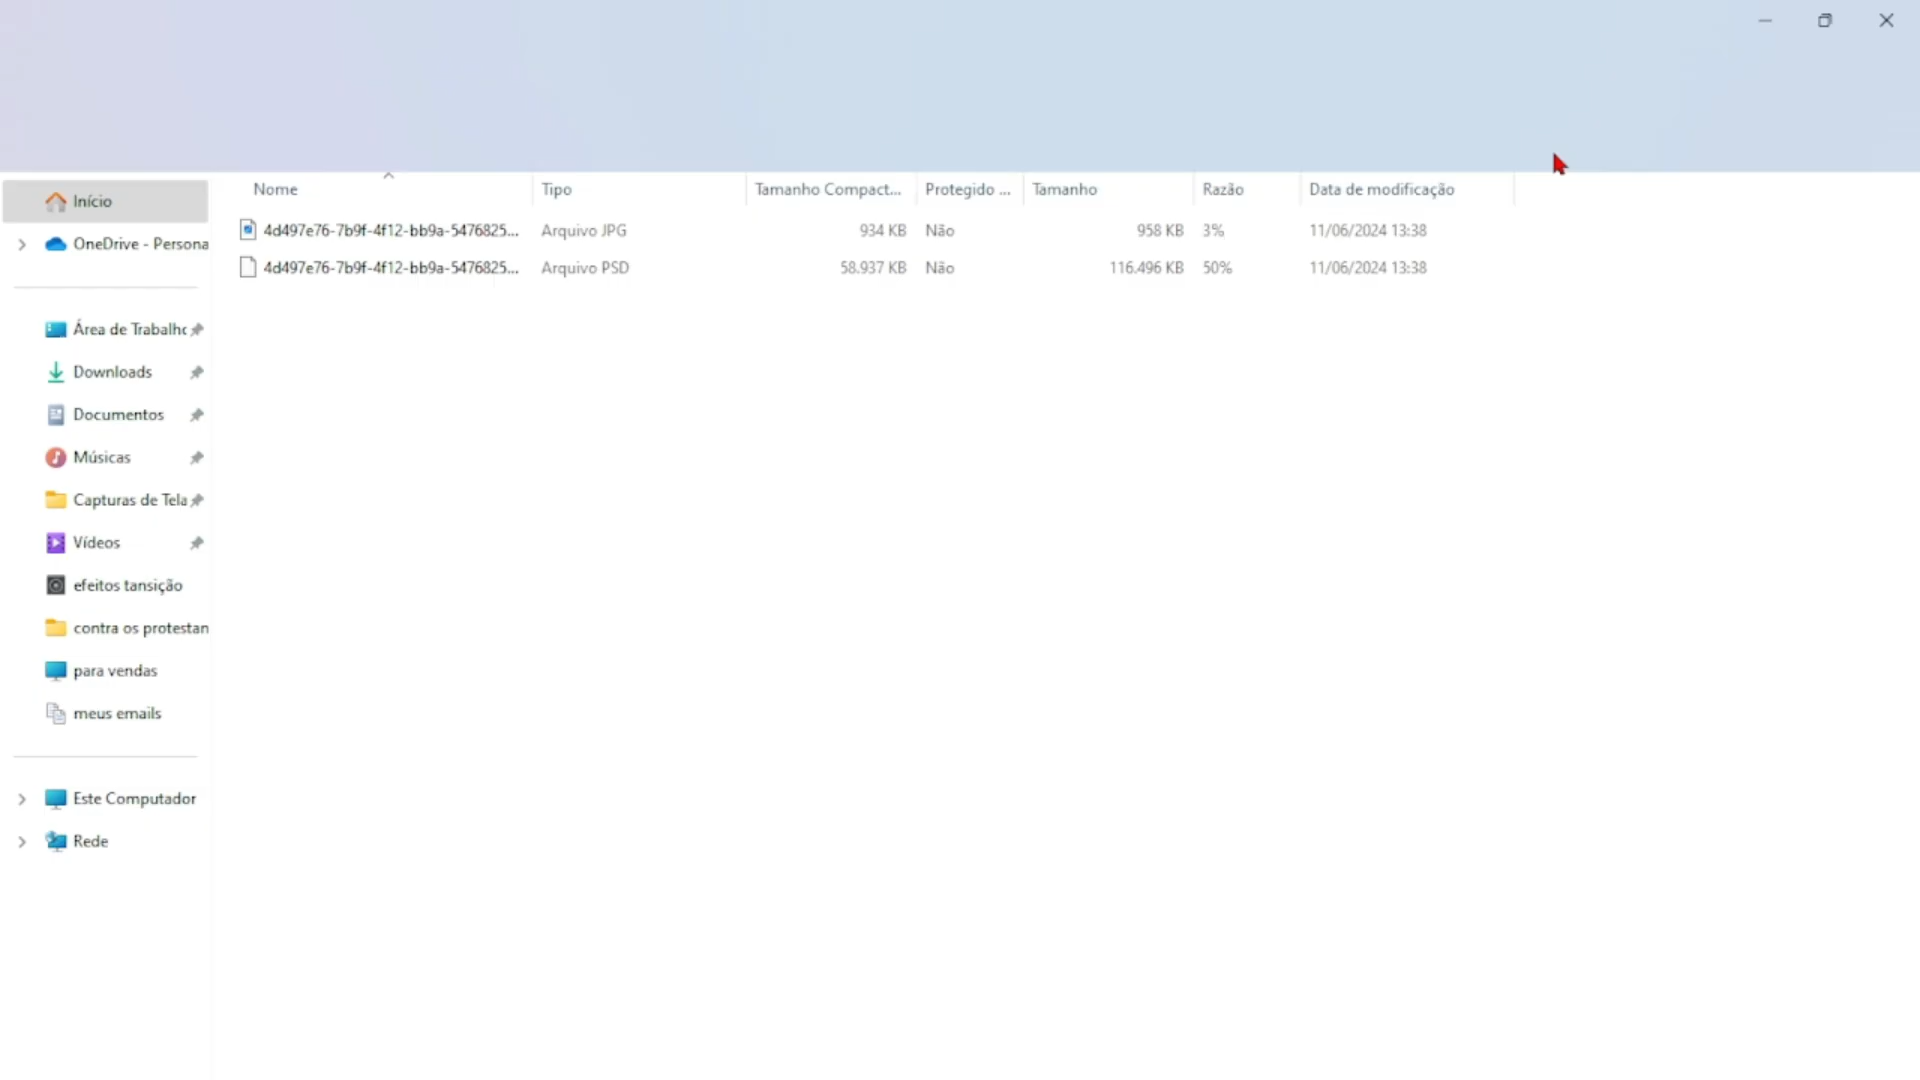 Nome Tipo Tamanho Compact... Protegido ... Tamanho Razão Data de modificação
4d497e76-7b9f-4f12-bb9a-5476825... Arquivo JPG 934 KB Não 958 KB 3% 11/06/2024 13:38
4d497e76-7b9f-4f12-bb9a-5476825... Arquivo PSD 58.937 KB Não 116.496 KB 50% 11/06/2024 13:38
Início
OneDrive - Persona
Área de Trabalho
Downloads
Documentos
Músicas
Capturas de Tela
Vídeos
efeitos tansição
contra os protestan
para vendas
meus emails
Este Computador
Rede